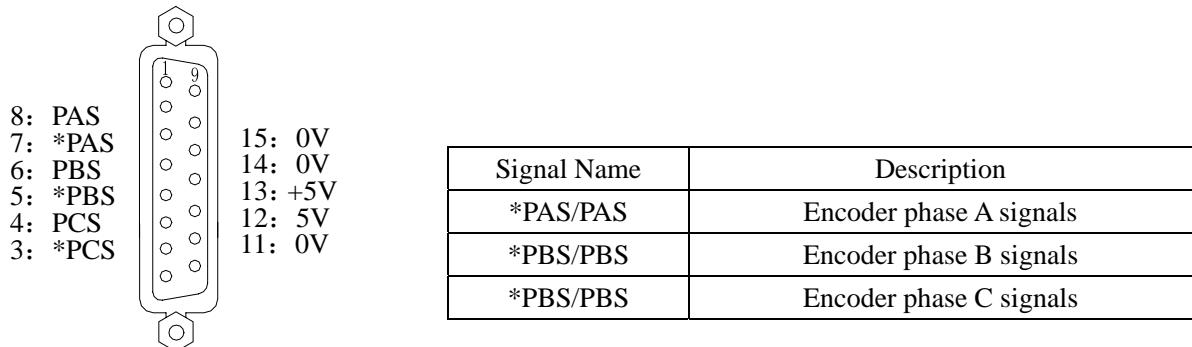 1 9
8: PAS
7: *PAS
6: PBS
5: *PBS
4: PCS
3: *PCS
15: 0V
14: 0V
13: +5V
12: 5V
11: 0V
Signal Name Description
*PAS/PAS Encoder phase A signals
*PBS/PBS Encoder phase B signals
*PBS/PBS Encoder phase C signals